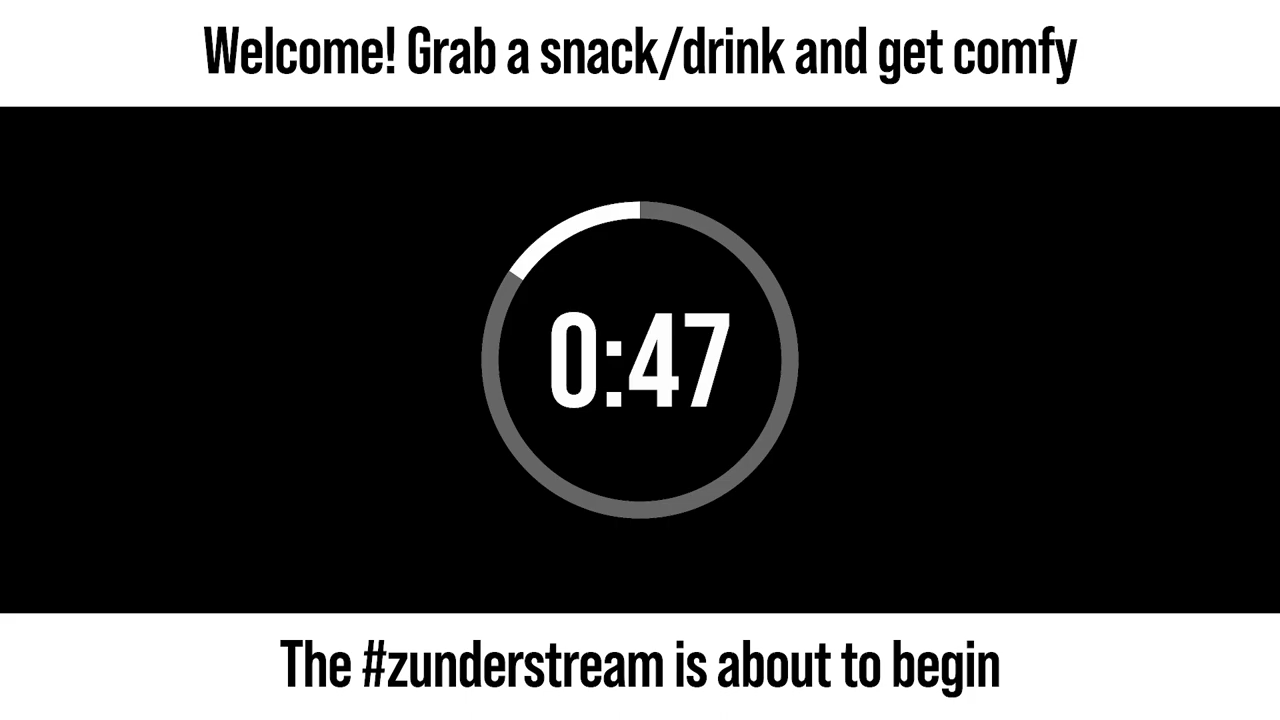 Welcome! Grab a snack/drink and get comfy
0:47
The #zunderstream is about to begin